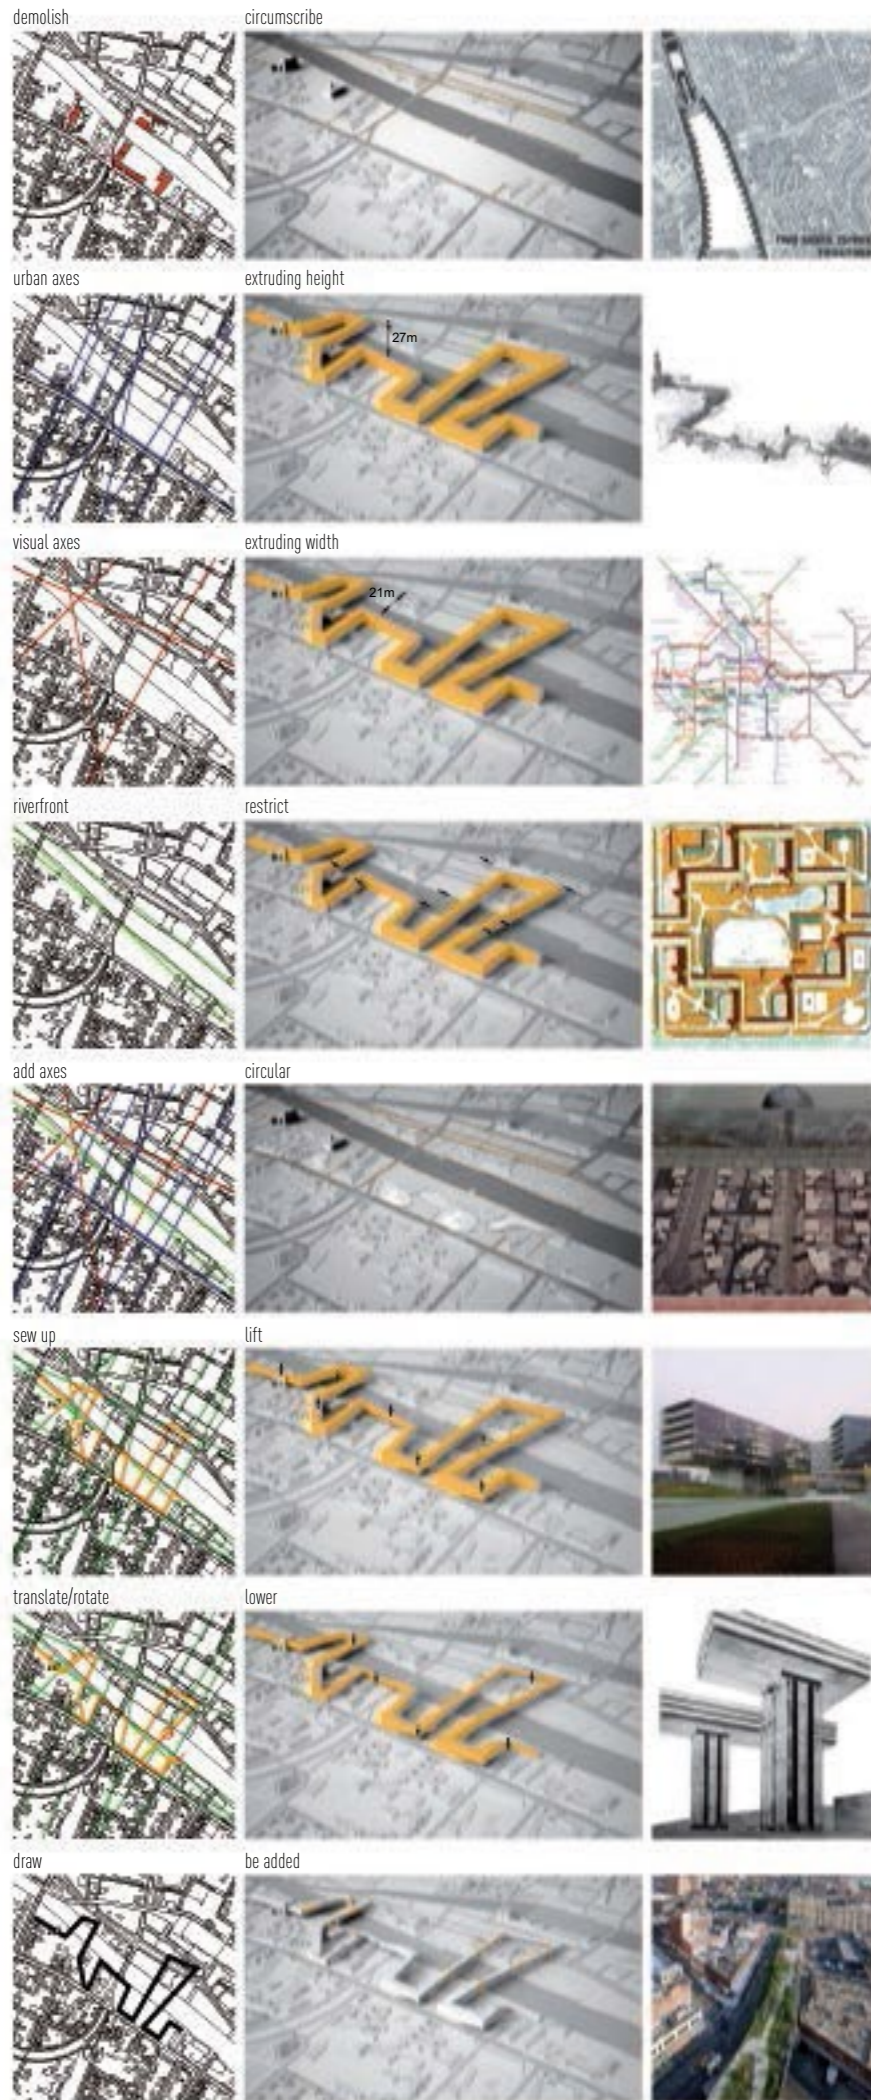 demolish
circumscribe
urban axes
extruding height
27m
visual axes
extruding width
21m
riverfront
restrict
add axes
circular
sew up
lift
translate/rotate
lower
draw
be added